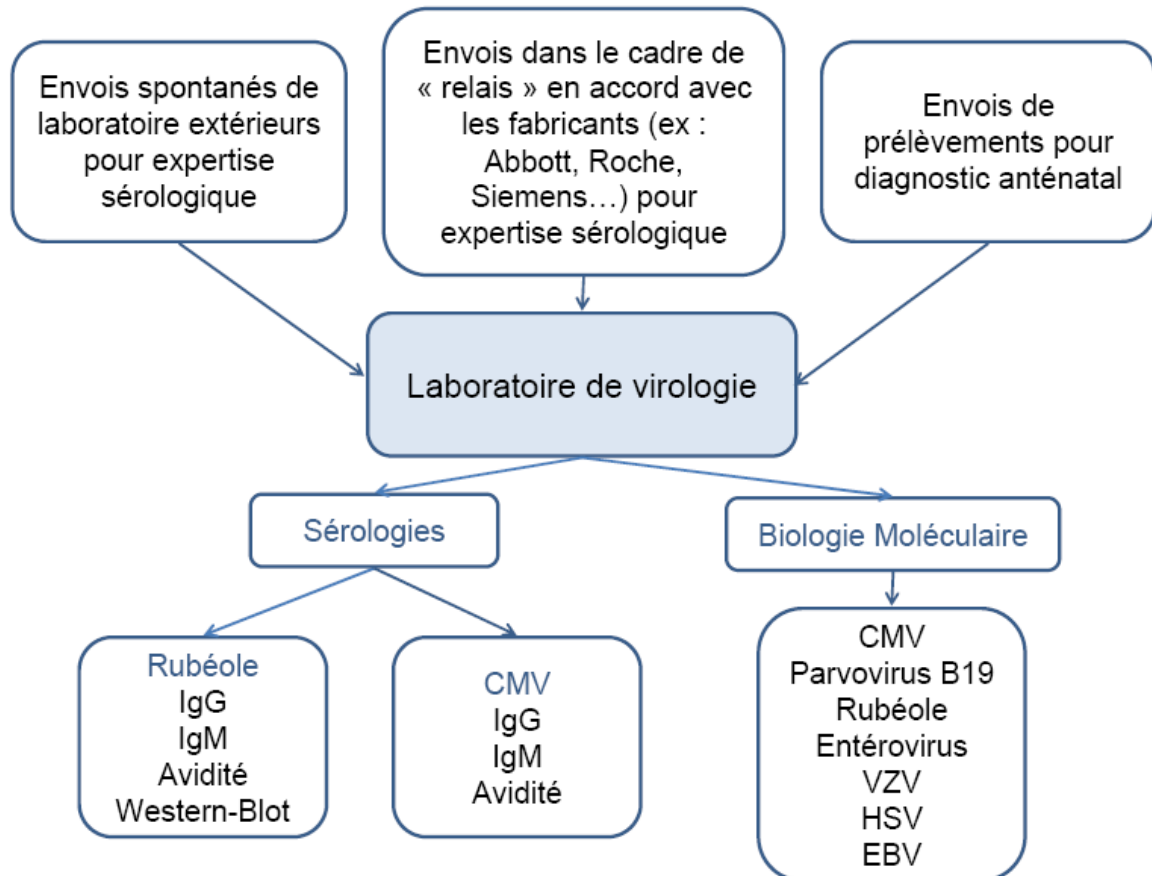 Envois spontanés de
laboratoire extérieurs
pour expertise
sérologique
Envois dans le cadre de
« relais » en accord avec
les fabricants (ex :
Abbott, Roche,
Siemens…) pour
expertise sérologique
Envois de
prélèvements pour
diagnostic anténatal
Laboratoire de virologie
Sérologies
Biologie Moléculaire
Rubéole
IgG
IgM
Avidité
Western-Blot
CMV
IgG
IgM
Avidité
CMV
Parvovirus B19
Rubéole
Entérovirus
VZV
HSV
EBV